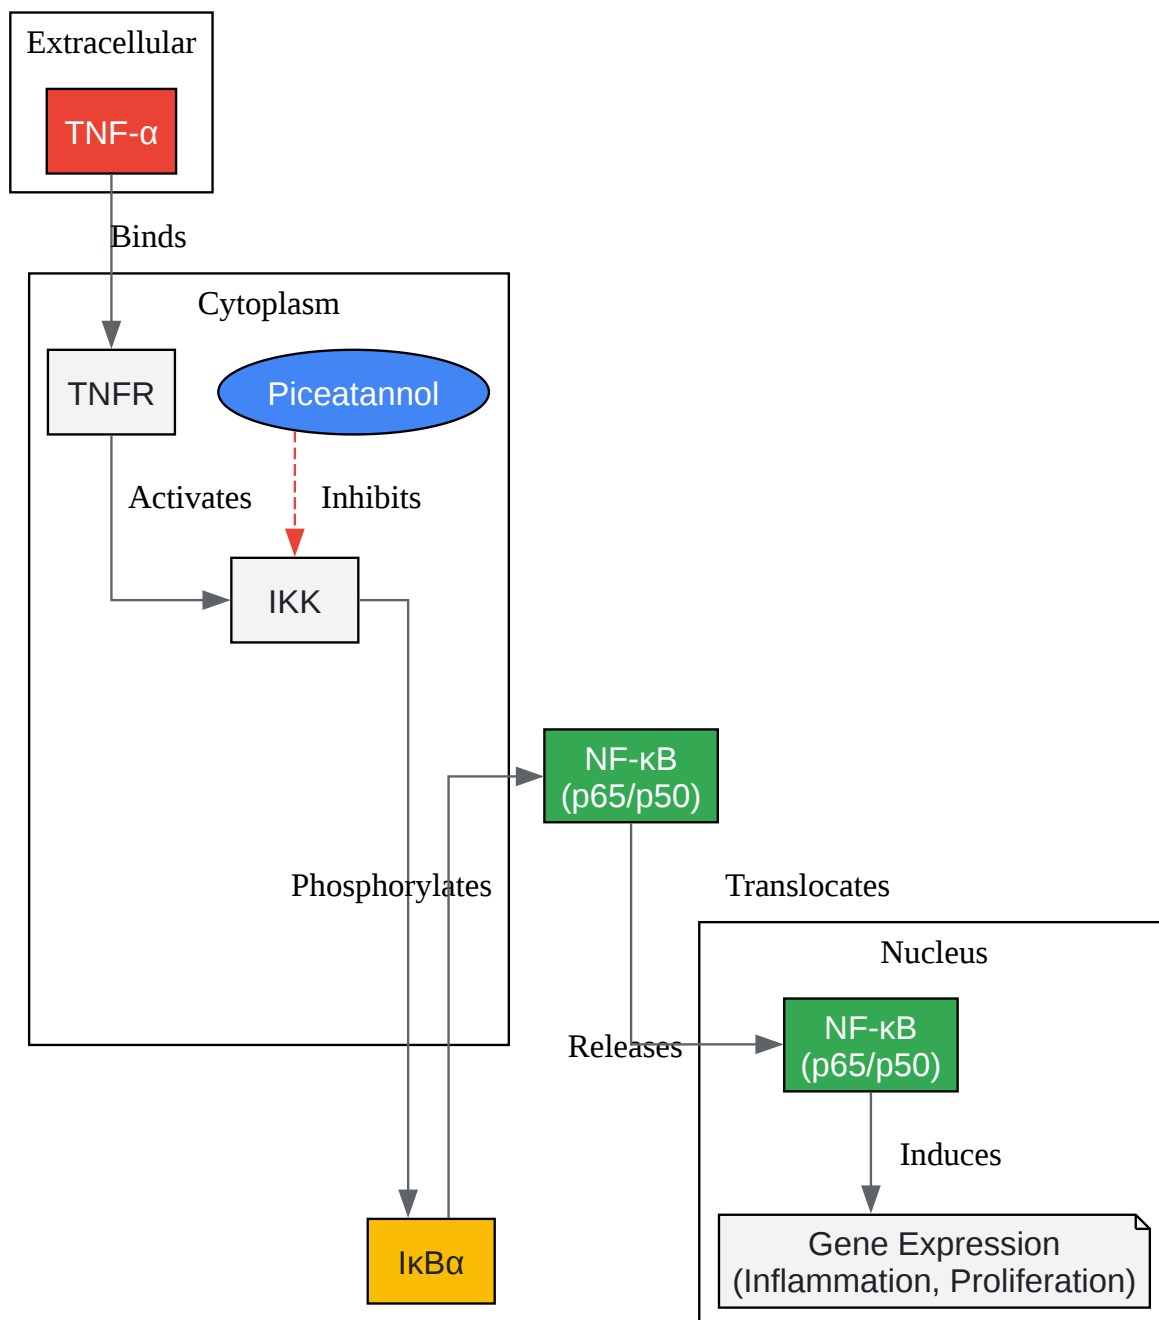 Extracellular
TNF-α
Binds
Cytoplasm
TNFR
Piceatannol
Activates
Inhibits
IKK
NF-κB
(p65/p50)
Phosphorylates
Translocates
Nucleus
NF-κB
(p65/p50)
Releases
Induces
IκBα
Gene Expression
(Inflammation, Proliferation)